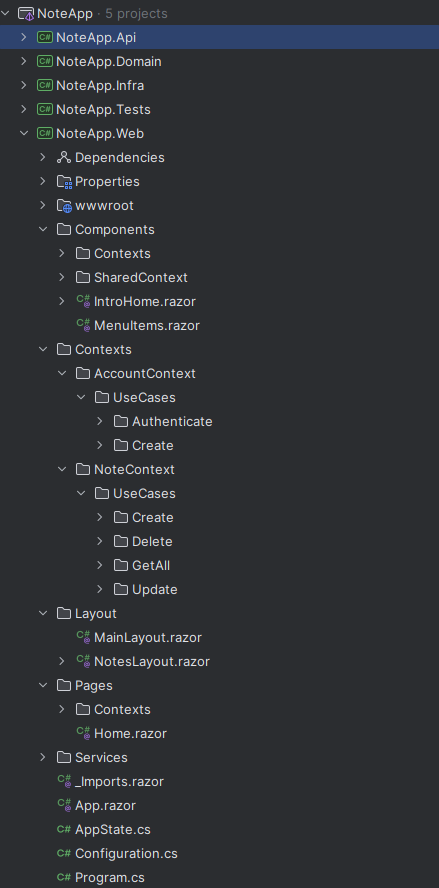 NoteApp · 5 projects
C# NoteApp.Api
C# NoteApp.Domain
C# NoteApp.Infra
C# NoteApp.Tests
C# NoteApp.Web
Dependencies
Properties
wwwroot
Components
Contexts
SharedContext
C# IntroHome.razor
C# MenuItems.razor
Contexts
AccountContext
UseCases
Authenticate
Create
NoteContext
UseCases
Create
Delete
GetAll
Update
Layout
C# MainLayout.razor
C# NotesLayout.razor
Pages
Contexts
C# Home.razor
Services
C# _Imports.razor
C# App.razor
C# AppState.cs
C# Configuration.cs
C# Program.cs